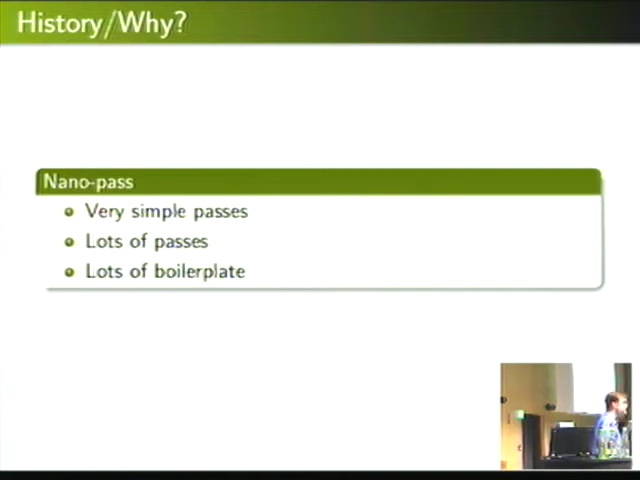 History/Why?
Nano-pass
Very simple passes
Lots of passes
Lots of boilerplate